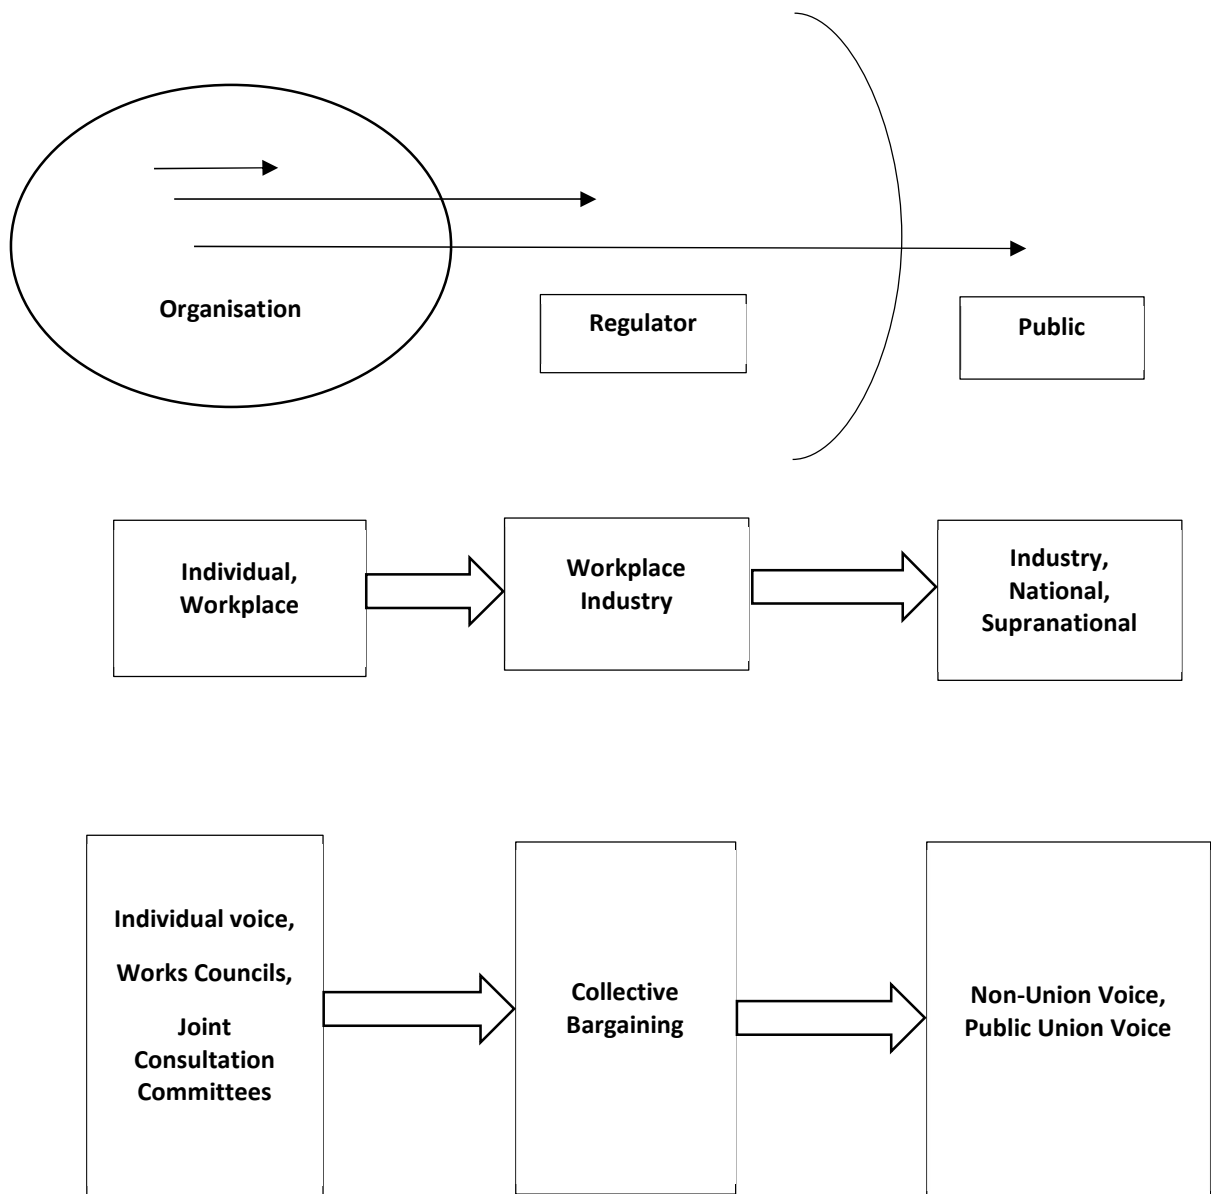 Organisation
Regulator
Public
Individual,
Workplace
Workplace
Industry
Industry,
National,
Supranational
Individual voice,
Works Councils,
Joint
Consultation
Committees
Collective
Bargaining
Non-Union Voice,
Public Union Voice